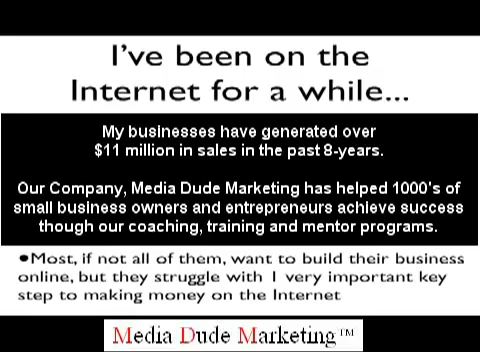 I've been on the
Internet for a while...
My businesses have generated over
$11 million in sales in the past 8-years.
Our Company, Media Dude Marketing has helped 1000's of
small business owners and entrepreneurs achieve success
though our coaching, training and mentor programs.
●Most, if not all of them, want to build their business
online, but they struggle with 1 very important key
step to making money on the Internet
Media Dude Marketing™